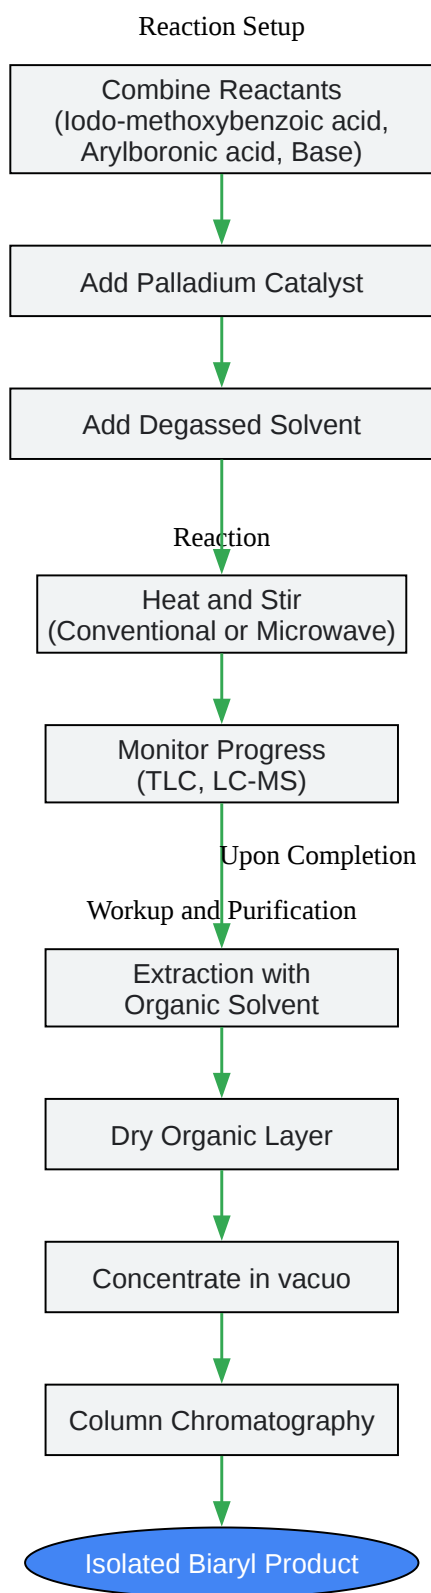 Reaction Setup
Combine Reactants
(Iodo-methoxybenzoic acid,
Arylboronic acid, Base)
Add Palladium Catalyst
Add Degassed Solvent
Reaction
Heat and Stir
(Conventional or Microwave)
Monitor Progress
(TLC, LC-MS)
Upon Completion
Workup and Purification
Extraction with
Organic Solvent
Dry Organic Layer
Concentrate in vacuo
Column Chromatography
Isolated Biaryl Product